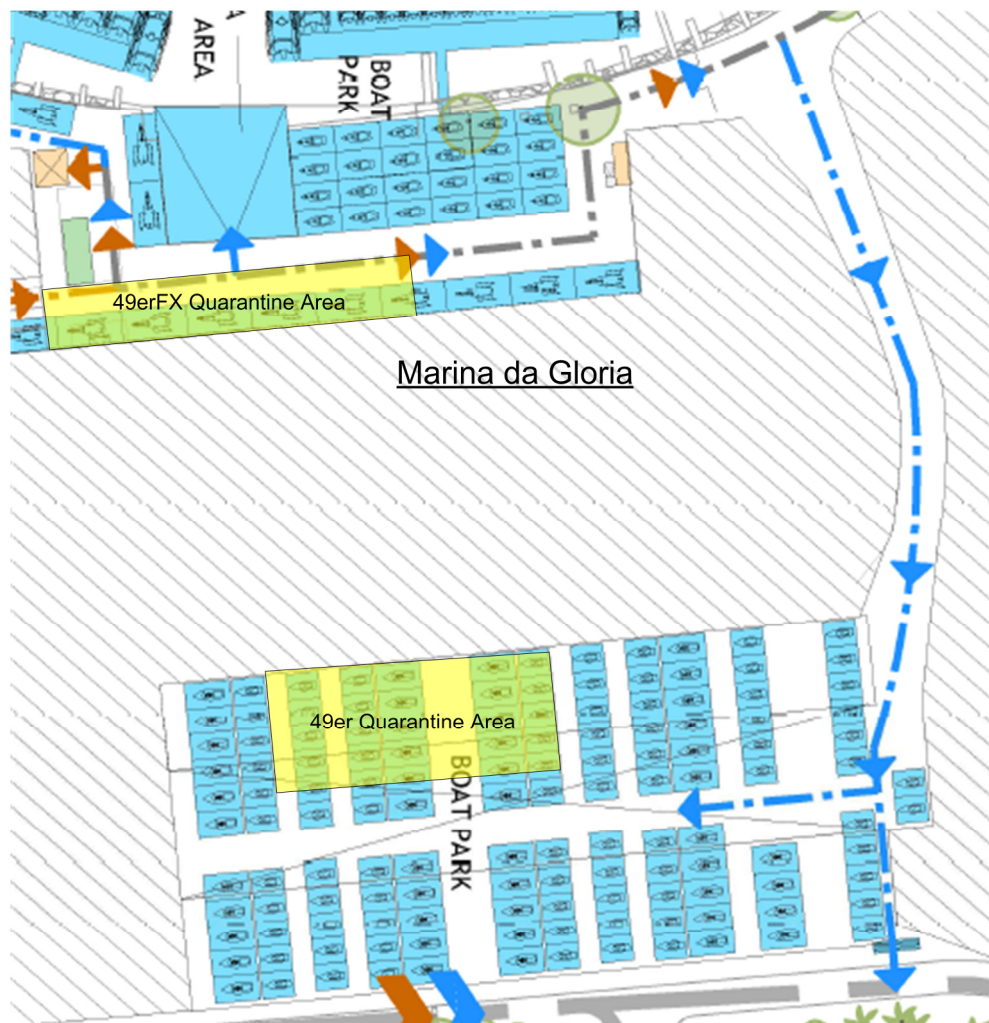 AREA
BOAT
PARK
49erFX Quarantine Area
Marina da Gloria
49er Quarantine Area
BOAT PARK